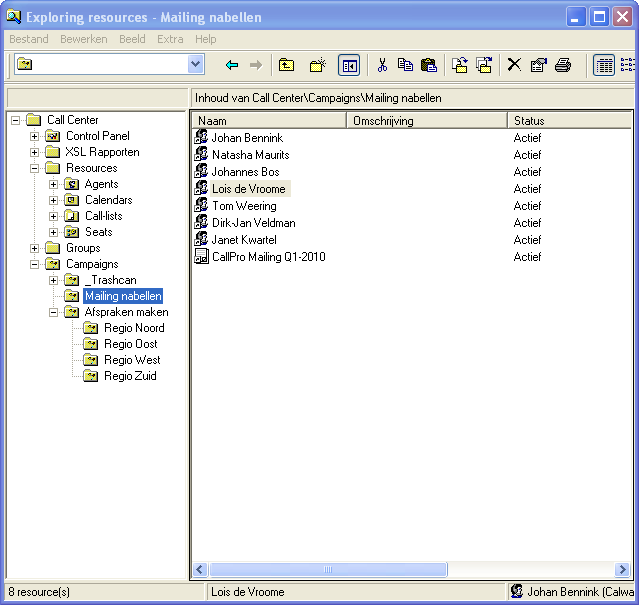 Exploring resources - Mailing nabellen
Bestand Bewerken Beeld Extra Help
Inhoud van Call Center\Campaigns\Mailing nabellen
Call Center
Control Panel
XSL Rapporten
Resources
Agents
Calendars
Call-lists
Seats
Groups
Campaigns
_Trashcan
Mailing nabellen
Afspraken maken
Regio Noord
Regio Oost
Regio West
Regio Zuid
Naam Omschrijving Status
Johan Bennink Actief
Natasha Maurits Actief
Johannes Bos Actief
Lois de Vroome Actief
Tom Weering Actief
Dirk-Jan Veldman Actief
Janet Kwartel Actief
CallPro Mailing Q1-2010 Actief
8 resource(s) Lois de Vroome Johan Bennink (Calwa